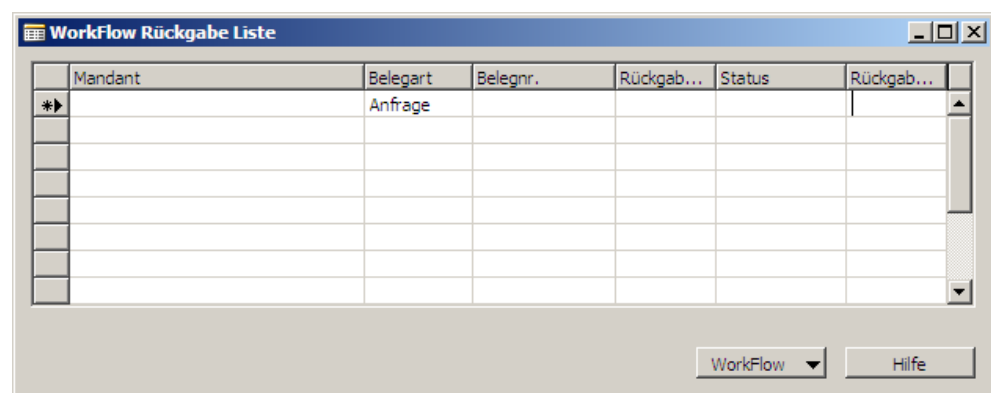 WorkFlow Rückgabe Liste
Mandant Belegart Belegnr. Rückgab... Status Rückgab...
Anfrage
WorkFlow Hilfe